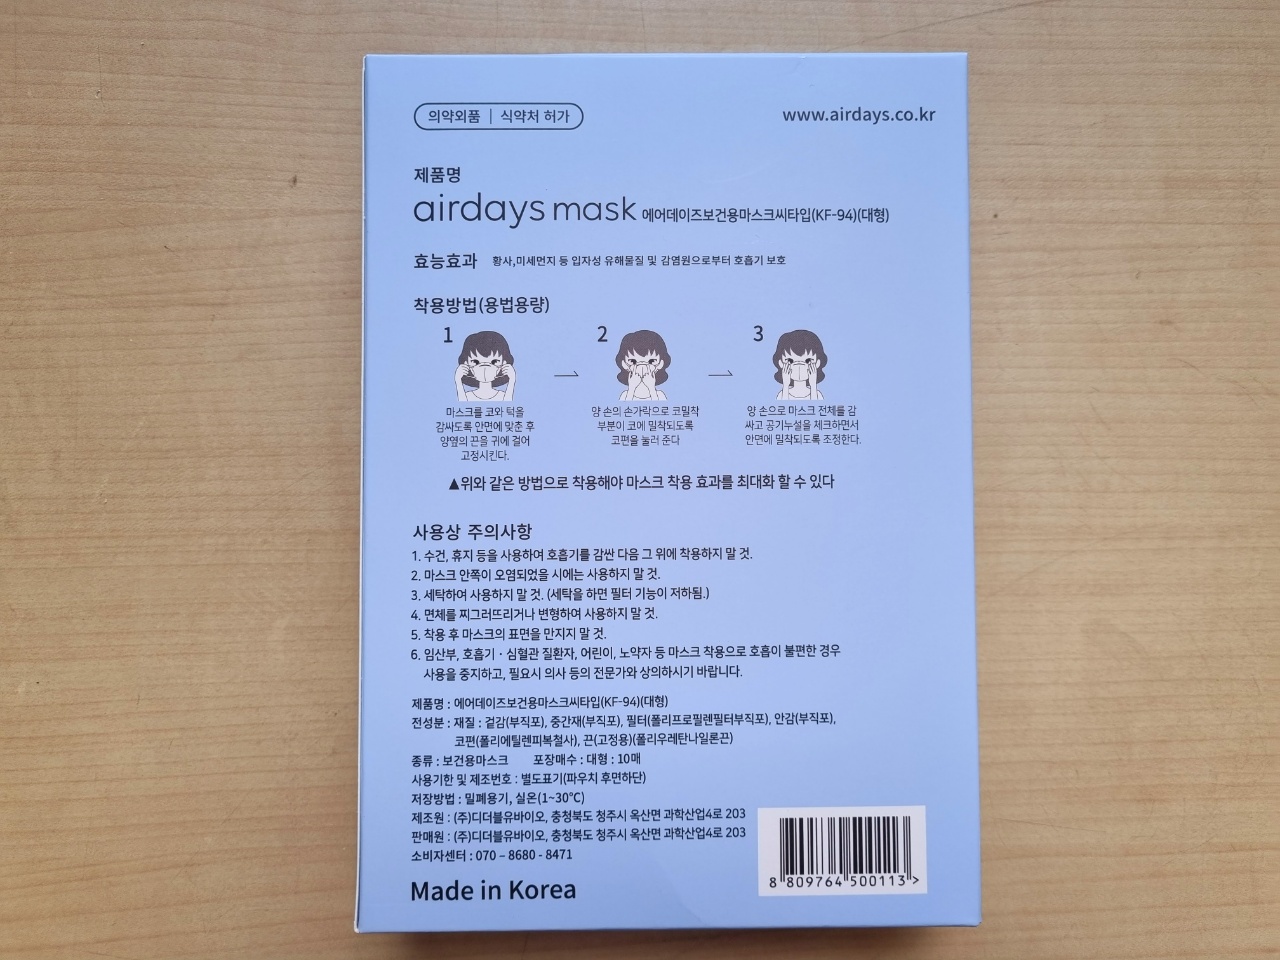 의약외품 | 식약처 허가
www.airdays.co.kr
제품명
airdays mask 에어데이즈보건용마스크씨타입(KF-94)(대형)
효능효과 황사,미세먼지 등 입자성 유해물질 및 감염원으로부터 호흡기 보호
착용방법(용법용량)
1
마스크를 코와 턱을
감싸도록 안면에 맞춘 후
양옆의 끈을 귀에 걸어
고정시킨다.
2
양 손의 손가락으로 코밀착
부분이 코에 밀착되도록
코편을 눌러 준다
3
양 손으로 마스크 전체를 감
싸고 공기누설을 체크하면서
안면에 밀착되도록 조정한다.
▲위와 같은 방법으로 착용해야 마스크 착용 효과를 최대화 할 수 있다
사용상 주의사항
1. 수건, 휴지 등을 사용하여 호흡기를 감싼 다음 그 위에 착용하지 말 것.
2. 마스크 안쪽이 오염되었을 시에는 사용하지 말 것.
3. 세탁하여 사용하지 말 것. (세탁을 하면 필터 기능이 저하됨.)
4. 면체를 찌그러뜨리거나 변형하여 사용하지 말 것.
5. 착용 후 마스크의 표면을 만지지 말 것.
6. 임산부, 호흡기 · 심혈관 질환자, 어린이, 노약자 등 마스크 착용으로 호흡이 불편한 경우
사용을 중지하고, 필요시 의사 등의 전문가와 상의하시기 바랍니다.
제품명 : 에어데이즈보건용마스크씨타입(KF-94)(대형)
전성분 : 재질 : 겉감(부직포), 중간재(부직포), 필터(폴리프로필렌필터부직포), 안감(부직포),
코편(폴리에틸렌피복철사), 끈(고정용)(폴리우레탄나일론끈)
종류 : 보건용마스크 포장매수 : 대형 : 10매
사용기한 및 제조번호 : 별도표기(파우치 후면하단)
저장방법 : 밀폐용기, 실온(1~30℃)
제조원 : (주)디더블유바이오, 충청북도 청주시 옥산면 과학산업4로 203
판매원 : (주)디더블유바이오, 충청북도 청주시 옥산면 과학산업4로 203
소비자센터 : 070 – 8680 - 8471
Made in Korea
8 809764 500113 >